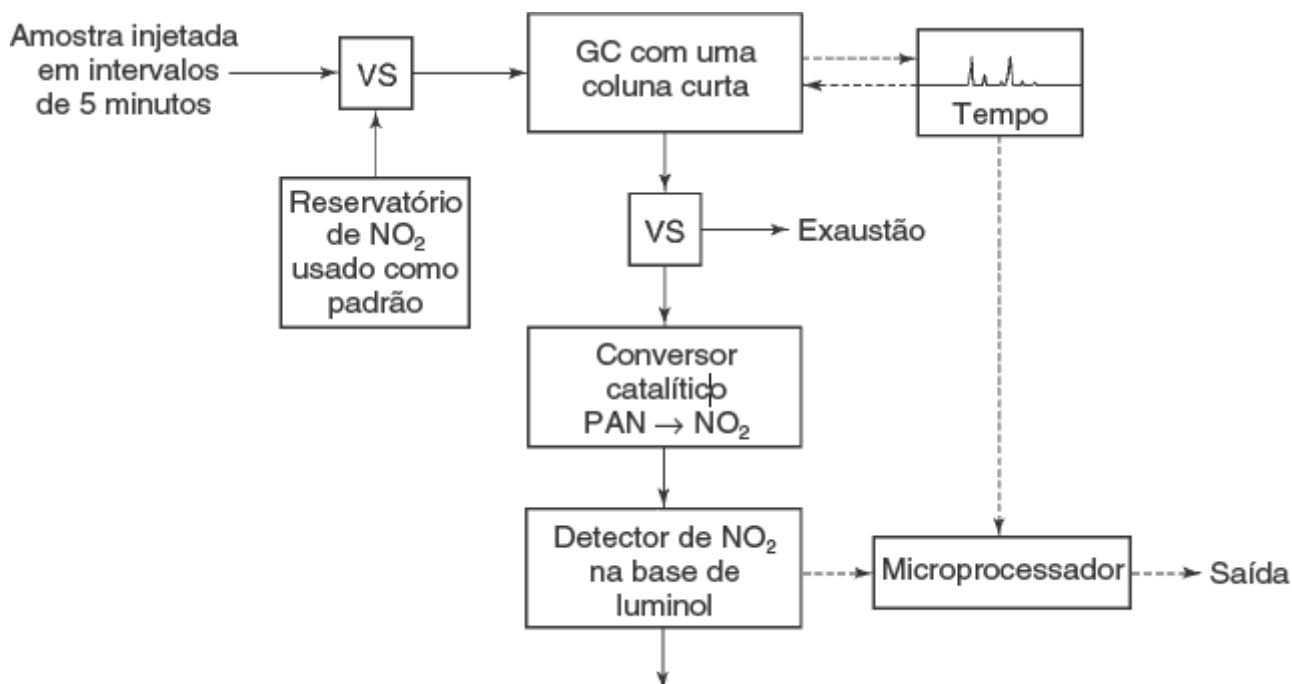 Amostra injetada
em intervalos
de 5 minutos
VS
GC com uma
coluna curta
Tempo
Reservatório
de NO₂
usado como
padrão
VS
Exaustão
Conversor
catalítico
PAN → NO₂
Detector de NO₂
na base de
luminol
Microprocessador
Saída